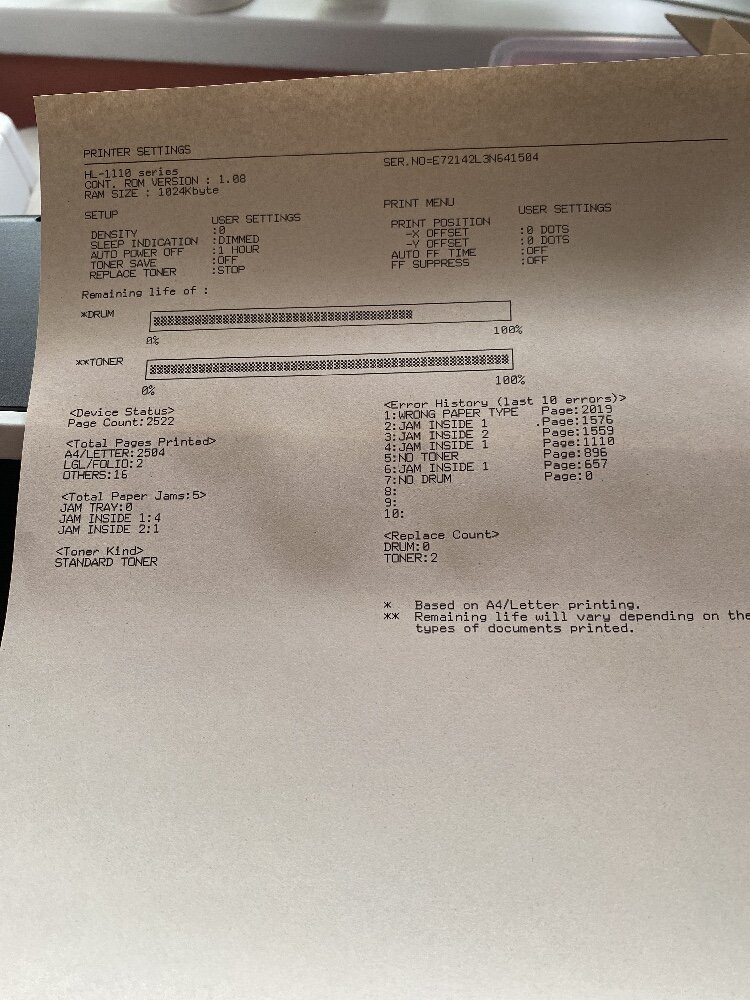 PRINTER SETTINGS
SER.NO=E72142L3N641504
HL-1110 series
CONT. ROM VERSION : 1.08
RAM SIZE : 1024Kbyte
SETUP
USER SETTINGS
DENSITY :0
SLEEP INDICATION :DIMMED
AUTO POWER OFF :1 HOUR
TONER SAVE :OFF
REPLACE TONER :STOP
PRINT MENU
USER SETTINGS
PRINT POSITION
-X OFFSET :0 DOTS
-Y OFFSET :0 DOTS
AUTO FF TIME :OFF
FF SUPPRESS :OFF
Remaining life of :
*DRUM
0% 100%
**TONER
0% 100%
<Device Status>
Page Count:2522
<Total Pages Printed>
A4/LETTER:2504
LGL/FOLIO:2
OTHERS:16
<Total Paper Jams:5>
JAM TRAY:0
JAM INSIDE 1:4
JAM INSIDE 2:1
<Toner Kind>
STANDARD TONER
<Error History (last 10 errors)>
1:WRONG PAPER TYPE Page:2019
2:JAM INSIDE 1 Page:1576
3:JAM INSIDE 2 Page:1559
4:JAM INSIDE 1 Page:1110
5:NO TONER Page:896
6:JAM INSIDE 1 Page:657
7:NO DRUM Page:0
8:
9:
10:
<Replace Count>
DRUM:0
TONER:2
* Based on A4/Letter printing.
** Remaining life will vary depending on the
types of documents printed.